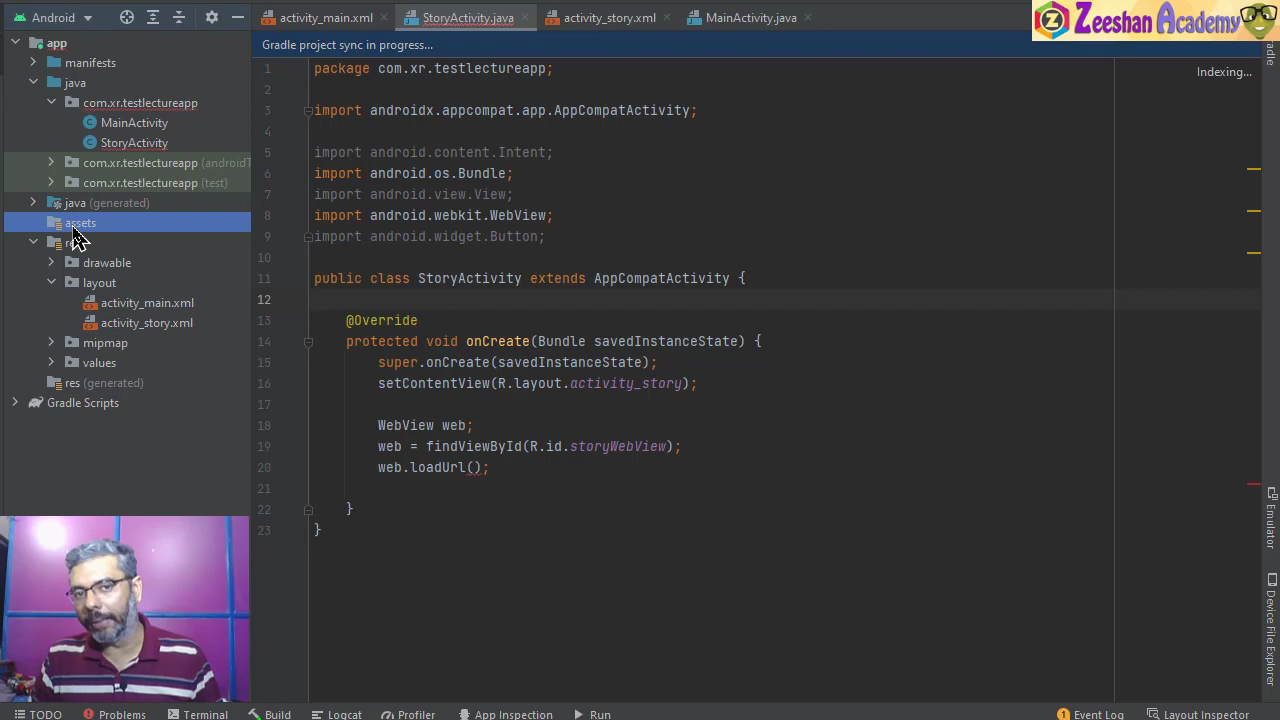 Android
activity_main.xml
StoryActivity.java
activity_story.xml
MainActivity.java
Zeeshan Academy
Gradle project sync in progress...
Indexing...
app
manifests
java
com.xr.testlectureapp
MainActivity
StoryActivity
com.xr.testlectureapp (androidT
com.xr.testlectureapp (test)
java (generated)
assets
drawable
layout
activity_main.xml
activity_story.xml
mipmap
values
res (generated)
Gradle Scripts
1 package com.xr.testlectureapp;
2
3 import androidx.appcompat.app.AppCompatActivity;
4
5 import android.content.Intent;
6 import android.os.Bundle;
7 import android.view.View;
8 import android.webkit.WebView;
9 import android.widget.Button;
10
11 public class StoryActivity extends AppCompatActivity {
12
13 @Override
14 protected void onCreate(Bundle savedInstanceState) {
15 super.onCreate(savedInstanceState);
16 setContentView(R.layout.activity_story);
17
18 WebView web;
19 web = findViewById(R.id.storyWebView);
20 web.loadUrl();
21
22 }
23 }
Emulator
Device File Explorer
TODO
Problems
Terminal
Build
Logcat
Profiler
App Inspection
Run
1 Event Log
Layout Inspector